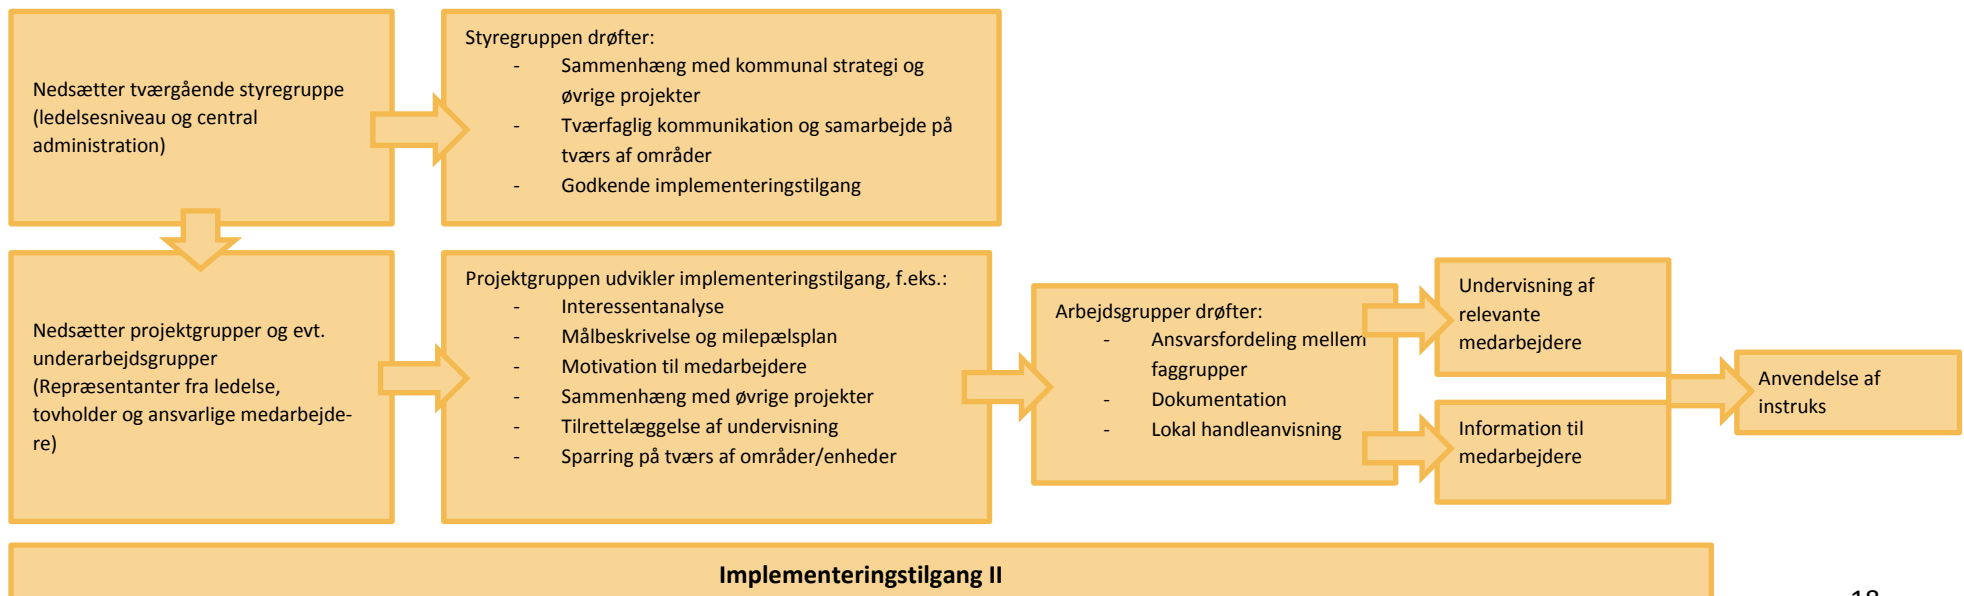 Nedsætter tværgående styregruppe
(ledelsesniveau og central
administration)
Styregruppen drøfter:
- Sammenhæng med kommunal strategi og
øvrige projekter
- Tværfaglig kommunikation og samarbejde på
tværs af områder
- Godkende implementeringstilgang
Nedsætter projektgrupper og evt.
underarbejdsgrupper
(Repræsentanter fra ledelse,
tovholder og ansvarlige medarbejde-
re)
Projektgruppen udvikler implementeringstilgang, f.eks.:
- Interessentanalyse
- Målbeskrivelse og milepælsplan
- Motivation til medarbejdere
- Sammenhæng med øvrige projekter
- Tilrettelæggelse af undervisning
- Sparring på tværs af områder/enheder
Arbejdsgrupper drøfter:
- Ansvarsfordeling mellem
faggrupper
- Dokumentation
- Lokal handleanvisning
Undervisning af
relevante
medarbejdere
Information til
medarbejdere
Anvendelse af
instruks
Implementeringstilgang II